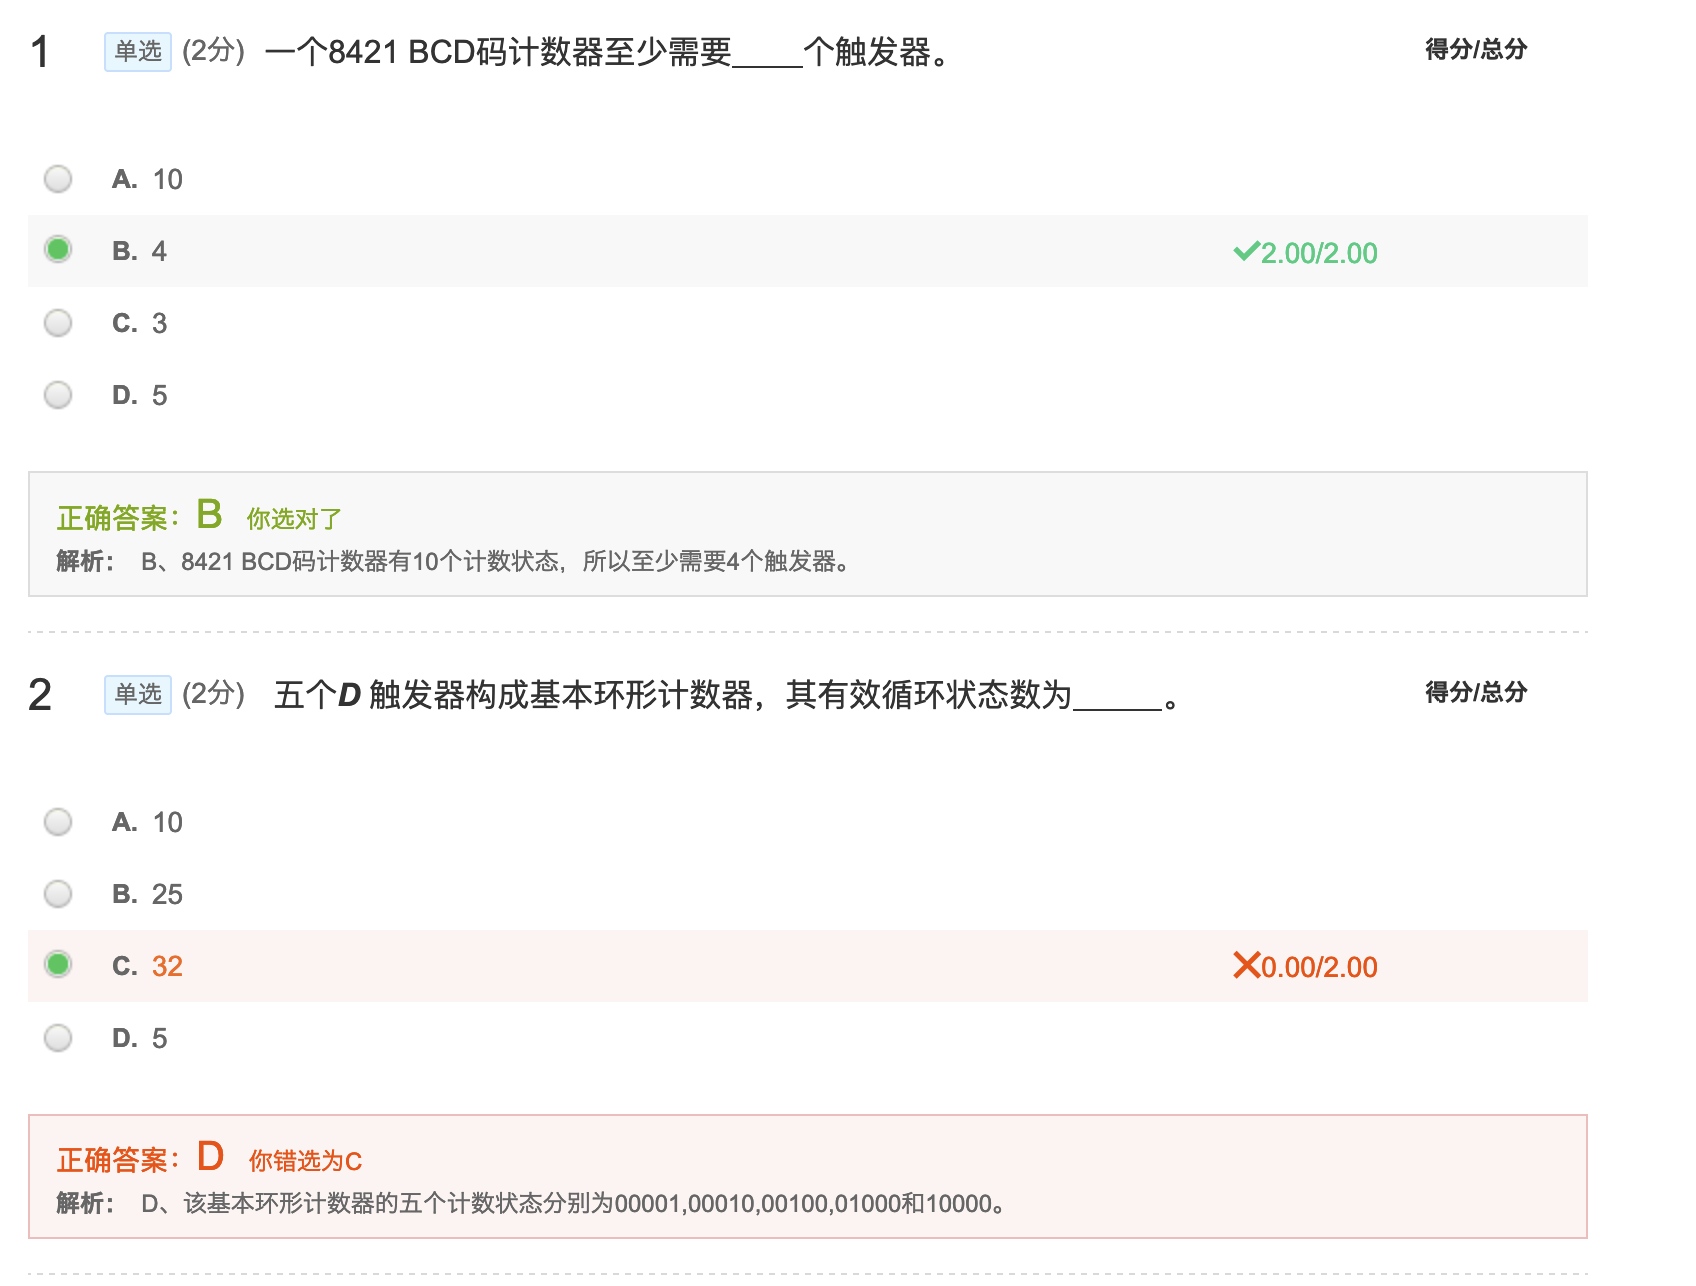 1 单选 (2分) 一个8421 BCD码计数器至少需要____个触发器。 得分/总分
A. 10
B. 4 2.00/2.00
C. 3
D. 5
正确答案：B 你选对了
解析： B、8421 BCD码计数器有10个计数状态，所以至少需要4个触发器。
2 单选 (2分) 五个D 触发器构成基本环形计数器，其有效循环状态数为_____。 得分/总分
A. 10
B. 25
C. 32 0.00/2.00
D. 5
正确答案：D 你错选为C
解析： D、该基本环形计数器的五个计数状态分别为00001,00010,00100,01000和10000。